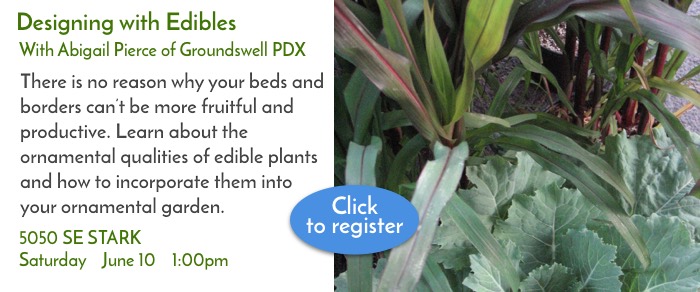 Designing with Edibles
With Abigail Pierce of Groundswell PDX
There is no reason why your beds and
borders can't be more fruitful and
productive. Learn about the
ornamental qualities of edible plants
and how to incorporate them into
your ornamental garden.
Click
to register
5050 SE STARK
Saturday June 10 1:00pm